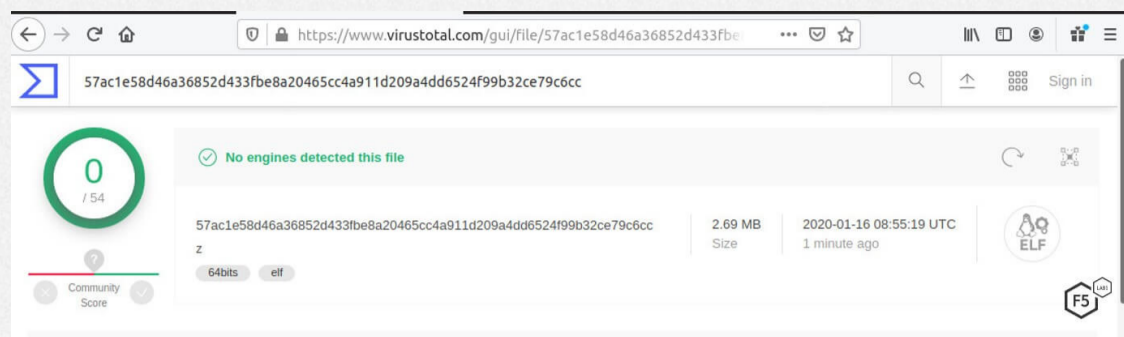 https://www.virustotal.com/gui/file/57ac1e58d46a36852d433fbe
57ac1e58d46a36852d433fbe8a20465cc4a911d209a4dd6524f99b32ce79c6cc
Sign in
0
/ 54
No engines detected this file
57ac1e58d46a36852d433fbe8a20465cc4a911d209a4dd6524f99b32ce79c6cc
z
64bits elf
2.69 MB
Size
2020-01-16 08:55:19 UTC
1 minute ago
ELF
?
Community
Score
F5 LABS